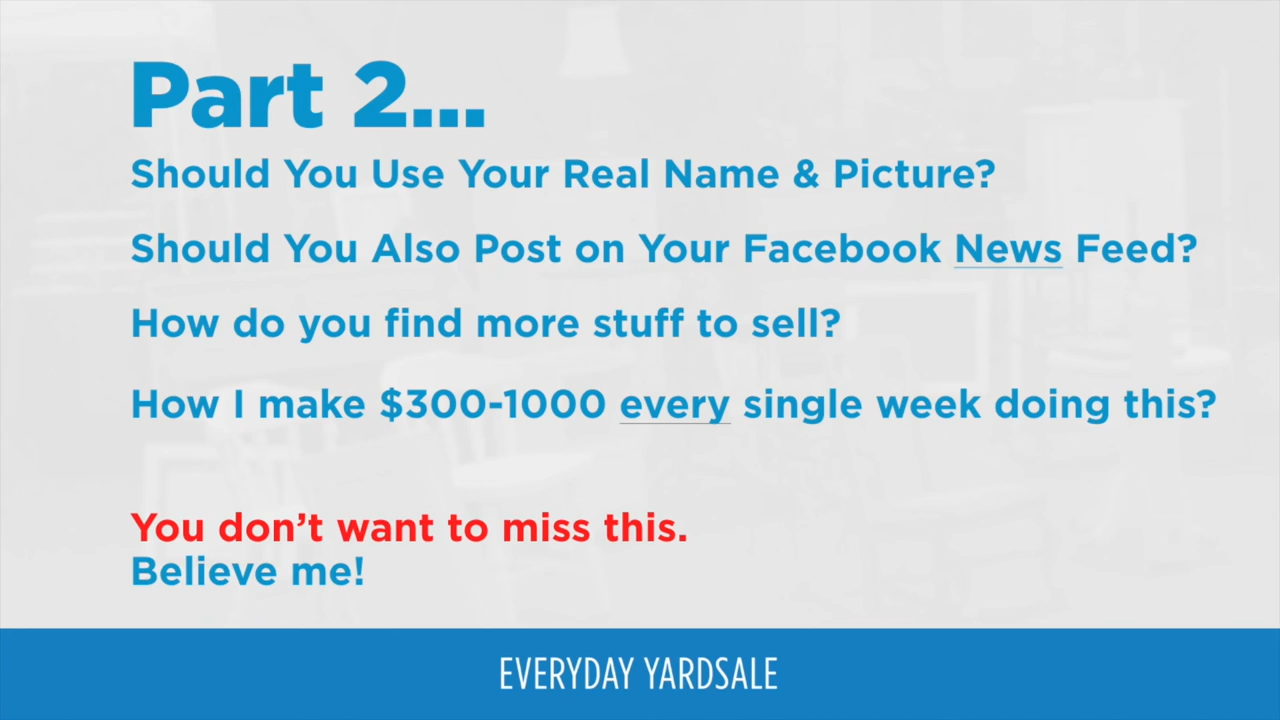 Part 2...
Should You Use Your Real Name & Picture?
Should You Also Post on Your Facebook News Feed?
How do you find more stuff to sell?
How I make $300-1000 every single week doing this?
You don’t want to miss this.
Believe me!
EVERYDAY YARDSALE